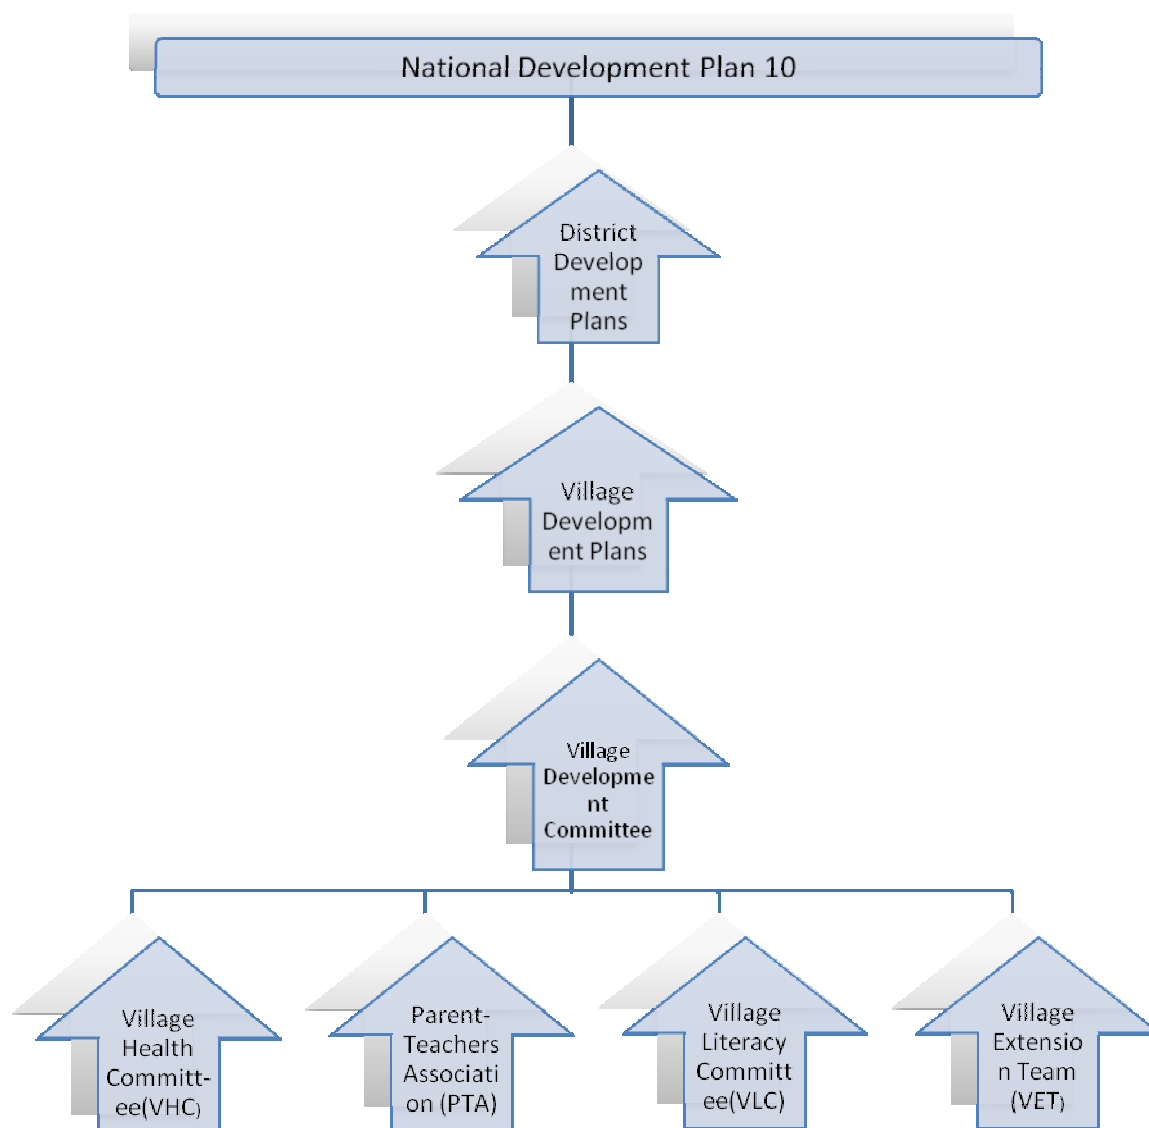 National Development Plan 10
District
Develop
ment
Plans
Village
Developm
ent Plans
Village
Developme
nt
Committee
Village
Health
Committ-
ee(VHC)
Parent-
Teachers
Associati
on (PTA)
Village
Literacy
Committ
ee(VLC)
Village
Extensio
n Team
(VET)